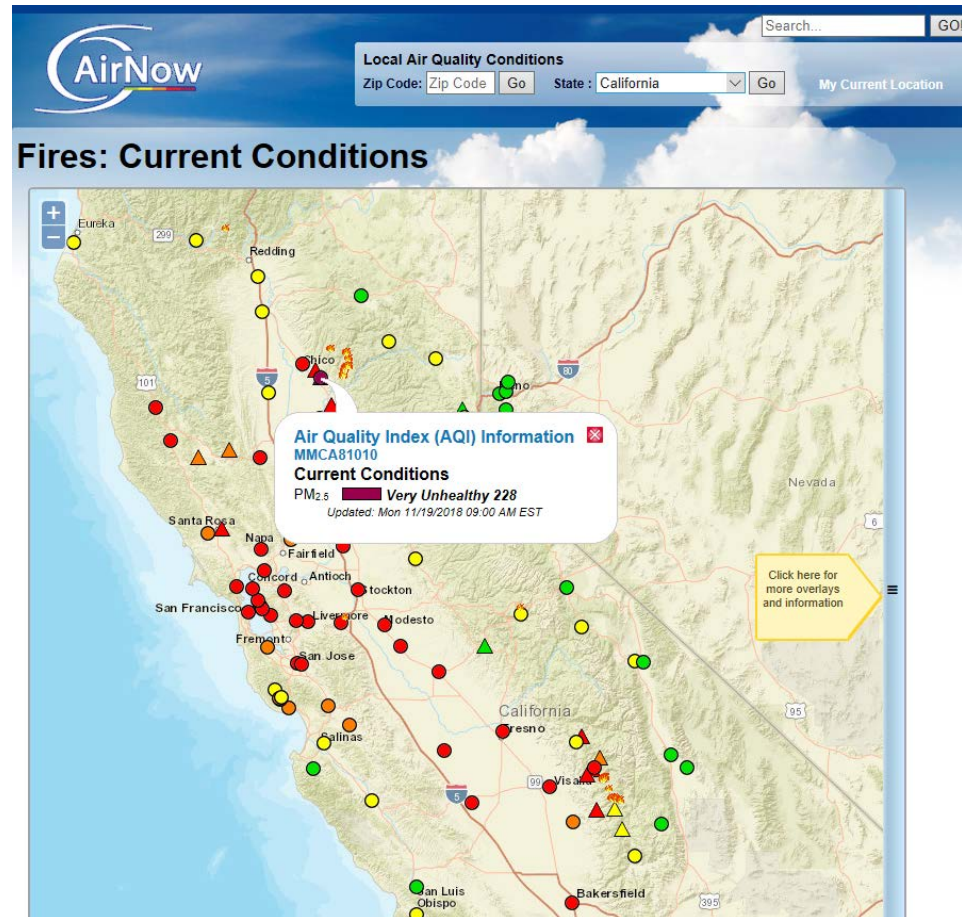 Search...
GO!
AirNow
Local Air Quality Conditions
Zip Code: Zip Code Go State : California Go
My Current Location
Fires: Current Conditions
+
−
Eureka
299
Redding
Chico
5
101
80
Air Quality Index (AQI) Information
MMCA81010
Current Conditions
PM2.5 Very Unhealthy 228
Updated: Mon 11/19/2018 09:00 AM EST
Nevada
6
Santa Rosa
Napa
Fairfield
Concord
Antioch
Stockton
San Francisco
Livermore
Modesto
Fremont
San Jose
Click here for
more overlays
and information
California
95
Salinas
Fresno
99
Visalia
5
San Luis
Obispo
Bakersfield
395